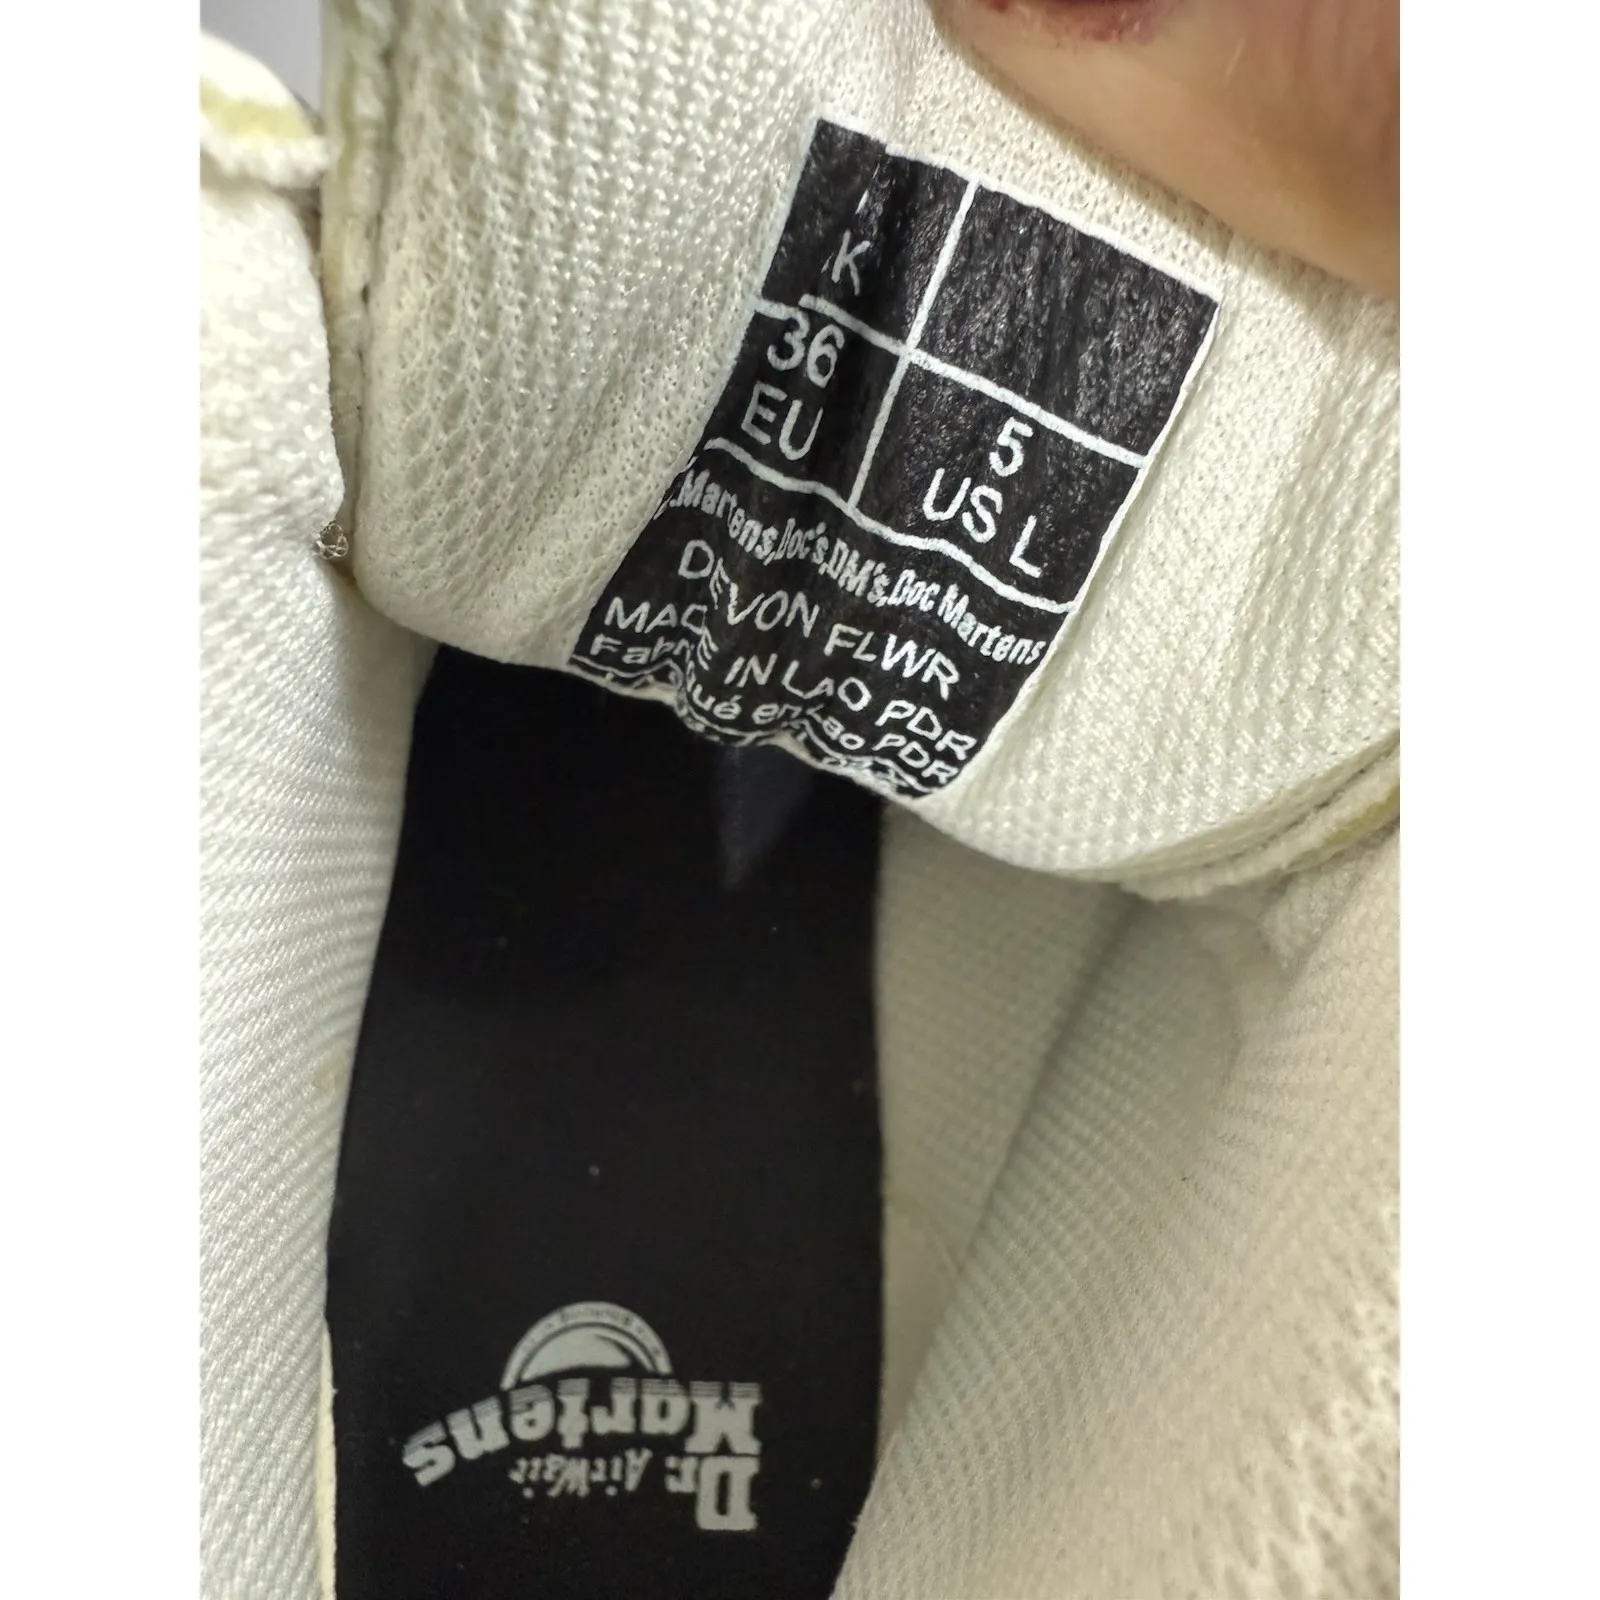 K
36
EU
5
US L
.Martens,Doc's,DM's,Doc Martens
DEVON FLWR
MADE IN LAO PDR
Fabriqué en Lao PDR
Dr.
Martens
AirWair